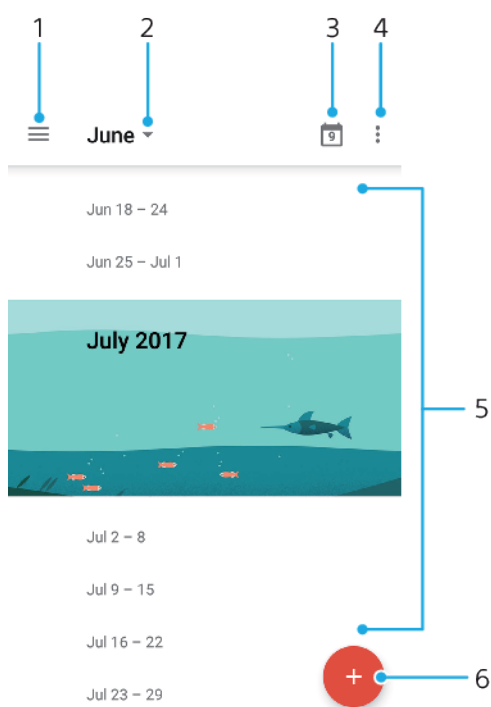 1 2 3 4
June
9
Jun 18 – 24
Jun 25 – Jul 1
July 2017
5
Jul 2 – 8
Jul 9 – 15
Jul 16 – 22
+ 6
Jul 23 – 29